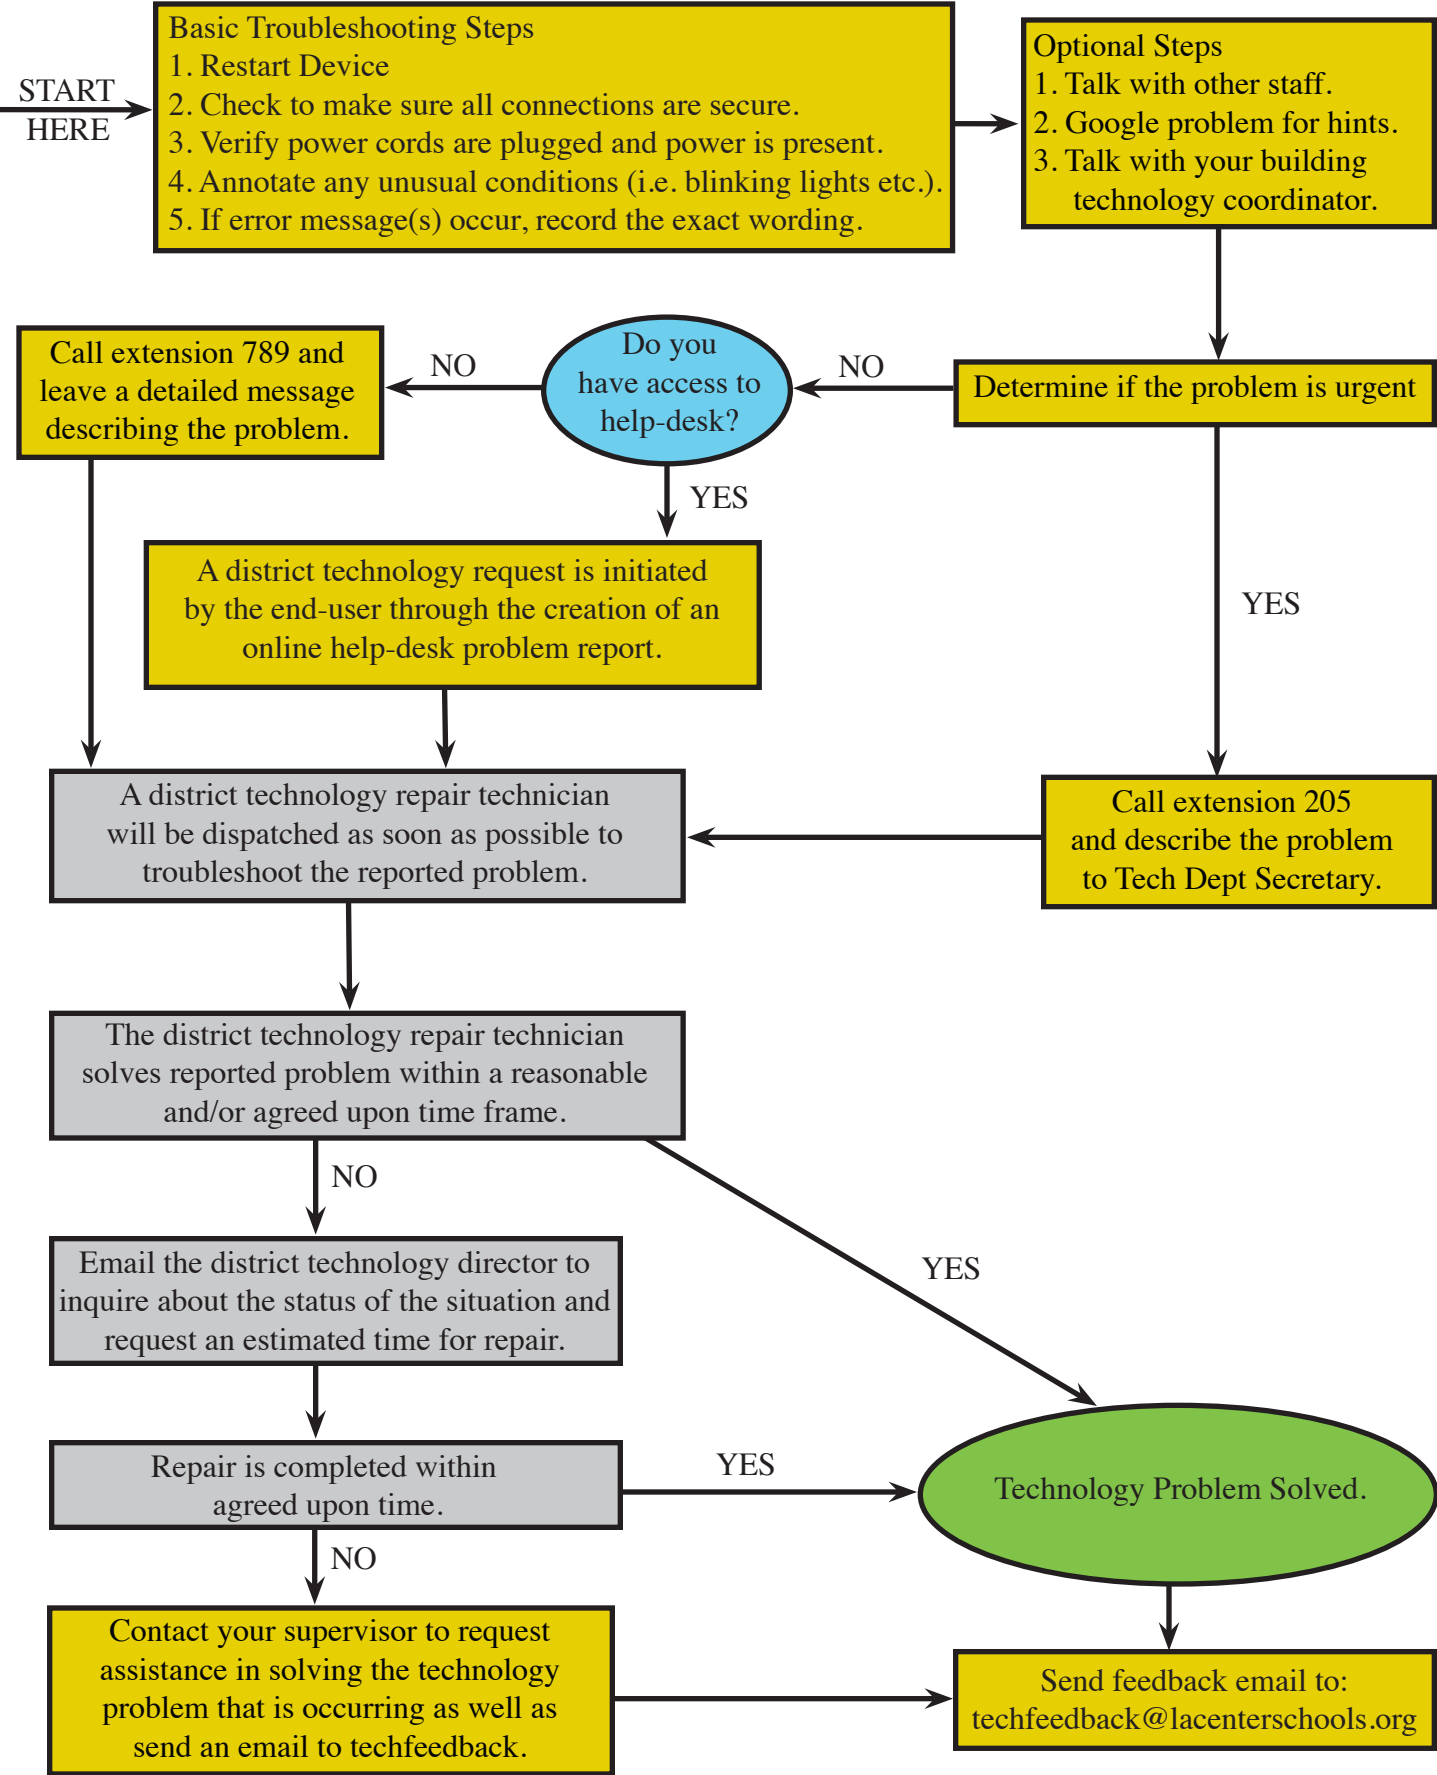 START
HERE
Basic Troubleshooting Steps
1. Restart Device
2. Check to make sure all connections are secure.
3. Verify power cords are plugged and power is present.
4. Annotate any unusual conditions (i.e. blinking lights etc.).
5. If error message(s) occur, record the exact wording.
Optional Steps
1. Talk with other staff.
2. Google problem for hints.
3. Talk with your building
technology coordinator.
Determine if the problem is urgent
NO
Do you
have access to
help-desk?
NO
Call extension 789 and
leave a detailed message
describing the problem.
YES
A district technology request is initiated
by the end-user through the creation of an
online help-desk problem report.
YES
Call extension 205
and describe the problem
to Tech Dept Secretary.
A district technology repair technician
will be dispatched as soon as possible to
troubleshoot the reported problem.
The district technology repair technician
solves reported problem within a reasonable
and/or agreed upon time frame.
NO
YES
Email the district technology director to
inquire about the status of the situation and
request an estimated time for repair.
Repair is completed within
agreed upon time.
YES
Technology Problem Solved.
NO
Contact your supervisor to request
assistance in solving the technology
problem that is occurring as well as
send an email to techfeedback.
Send feedback email to:
techfeedback@lacenterschools.org